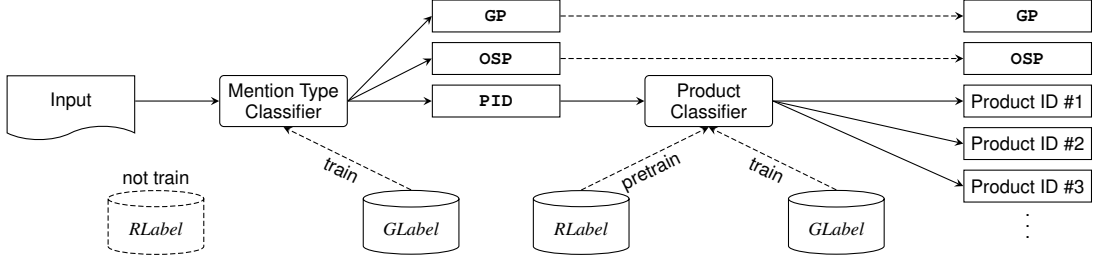 GP
GP
OSP
OSP
Input
Mention Type
Classifier
PID
Product
Classifier
Product ID #1
Product ID #2
Product ID #3
not train
train
pretrain
train
RLabel
GLabel
RLabel
GLabel